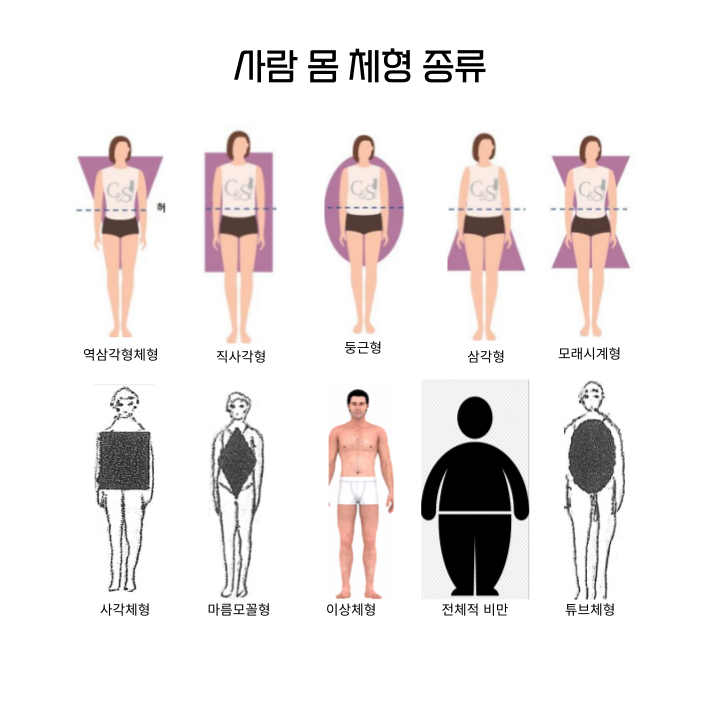 사람 몸 체형 종류
C&S C&S C&S C&S C&S
허
역삼각형체형 직사각형 둥근형 삼각형 모래시계형
사각체형 마름모꼴형 이상체형 전체적 비만 튜브체형